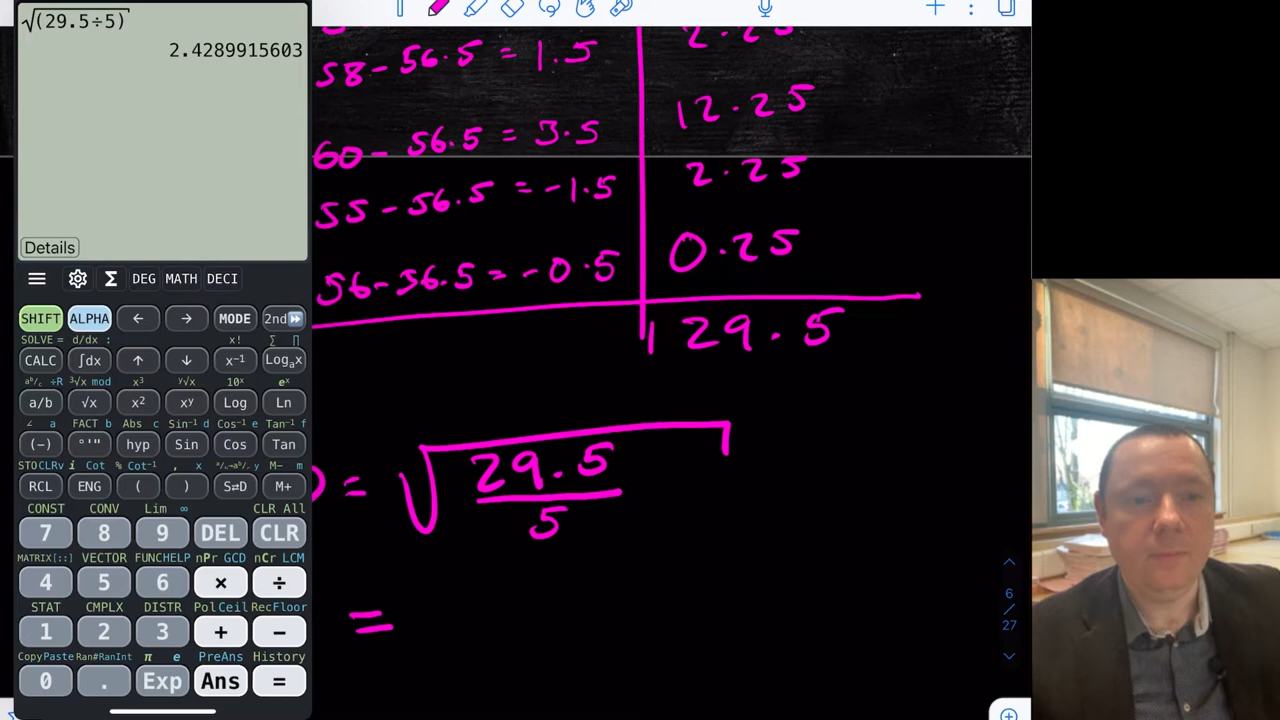 √(29.5÷5)
2.4289915603
Details
DEG MATH DECI
SHIFT ALPHA ← → MODE 2nd
SOLVE = d/dx : x! ∑ ∏
CALC ∫dx ↑ ↓ x⁻¹ Logₐx
aᵇ/c ÷R ³√x mod x³ ʸ√x 10ˣ eˣ
a/b √x x² xʸ Log Ln
∠ a FACT b Abs c Sin⁻¹ d Cos⁻¹ e Tan⁻¹ f
(−) °'" hyp Sin Cos Tan
STO CLRv i Cot % Cot⁻¹ , x y M− m
RCL ENG ( ) S⇄D M+
CONST CONV Lim ∞ CLR All
7 8 9 DEL CLR
MATRIX[::] VECTOR FUNC HELP nPr GCD nCr LCM
4 5 6 × ÷
STAT CMPLX DISTR Pol Ceil Rec Floor
1 2 3 + −
Copy Paste Ran# RanInt π e PreAns History
0 . Exp Ans =
58 - 56.5 = 1.5 2.25
60 - 56.5 = 3.5 12.25
55 - 56.5 = -1.5 2.25
56 - 56.5 = -0.5 0.25
29.5
= √ 29.5
5
=
6
/
27